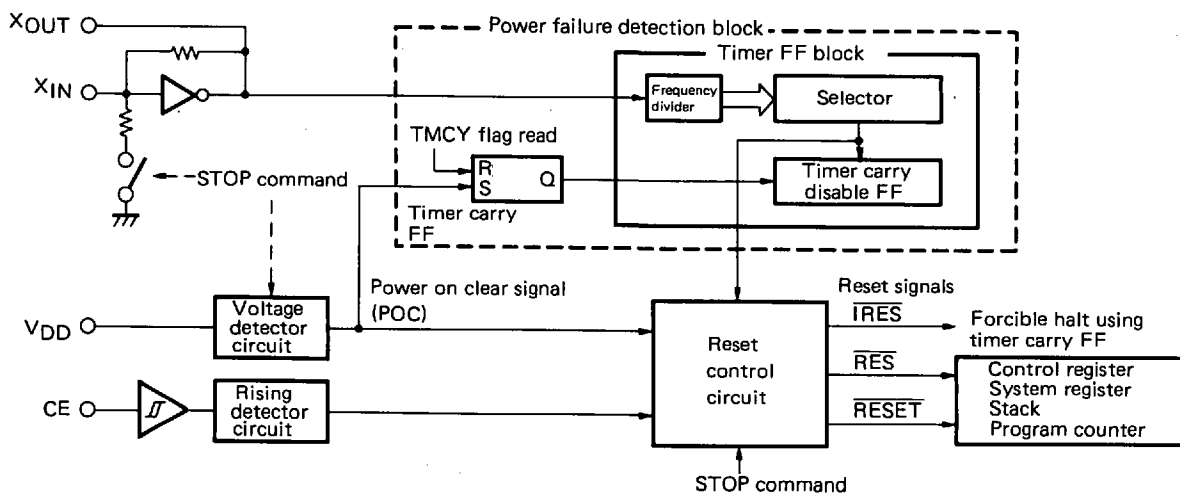 XOUT
XIN
Power failure detection block
Timer FF block
Frequency
divider
Selector
TMCY flag read
R
S
Q
Timer carry
disable FF
STOP command
Timer carry
FF
Power on clear signal
(POC)
VDD
Voltage
detector
circuit
CE
Rising
detector
circuit
Reset
control
circuit
Reset signals
IRES
RES
RESET
Forcible halt using
timer carry FF
Control register
System register
Stack
Program counter
STOP command